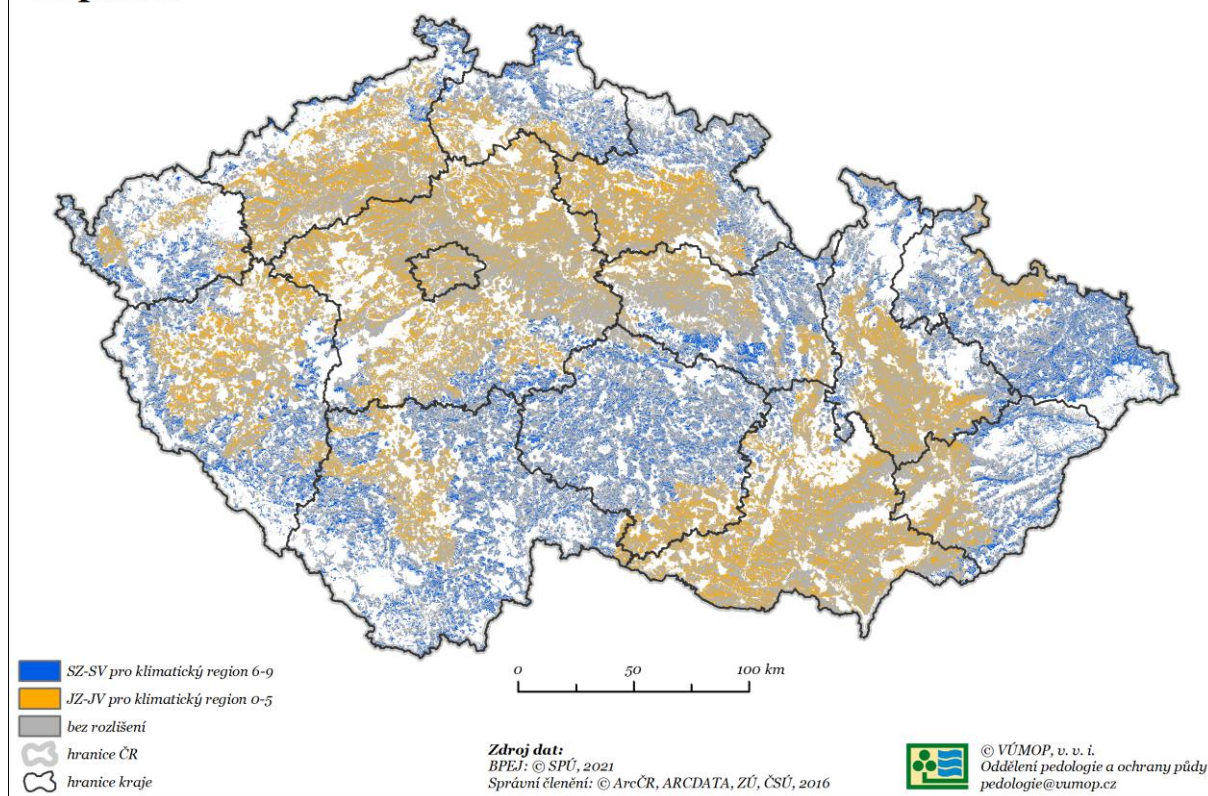 SZ-SV pro klimatický region 6-9
JZ-JV pro klimatický region 0-5
bez rozlišení
hranice ČR
hranice kraje
0 50 100 km
Zdroj dat:
BPEJ: © SPÚ, 2021
Správní členění: © ArcČR, ARCDATA, ZÚ, ČSÚ, 2016
© VÚMOP, v. v. i.
Oddělení pedologie a ochrany půdy
pedologie@vumop.cz